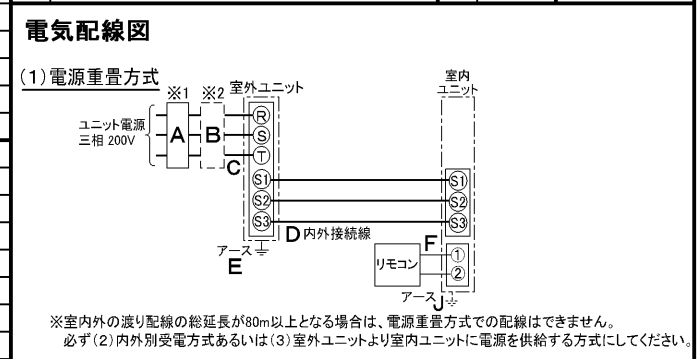 電気配線図
(1)電源重畳方式
※1 ※2 室外ユニット
室内
ユニット
ユニット電源
三相 200V
A
B
C
R
S
T
S1
S2
S3
S1
S2
S3
D 内外接続線
アース
E
リモコン
F
1
2
アース J
※室内外の渡り配線の総延長が80m以上となる場合は、電源重畳方式での配線はできません。
必ず(2)内外別受電方式あるいは(3)室外ユニットより室内ユニットに電源を供給する方式にしてください。